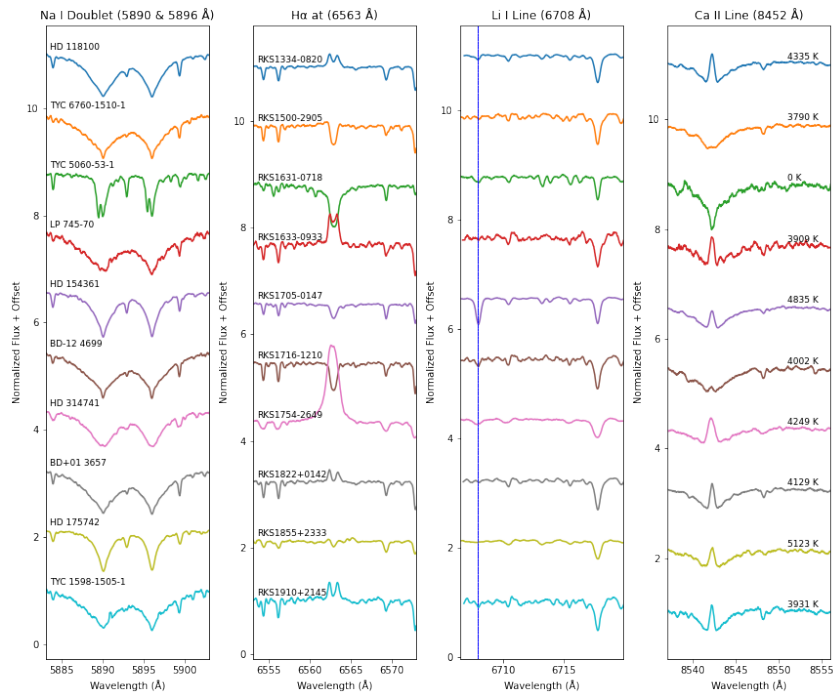 Na I Doublet (5890 & 5896 Å)
Hα at (6563 Å)
Li I Line (6708 Å)
Ca II Line (8452 Å)
Normalized Flux + Offset
10
8
6
4
2
0
HD 118100
TYC 6760-1510-1
TYC 5060-53-1
LP 745-70
HD 154361
BD-12 4699
HD 314741
BD+01 3657
HD 175742
TYC 1598-1505-1
5885
5890
5895
5900
Wavelength (Å)
Normalized Flux + Offset
10
8
6
4
2
0
RKS1334-0820
RKS1500-2905
RKS1631-0718
RKS1633-0933
RKS1705-0147
RKS1716-1210
RKS1754-2649
RKS1822+0142
RKS1855+2333
RKS1910+2145
6555
6560
6565
6570
Wavelength (Å)
Normalized Flux + Offset
10
8
6
4
2
0
6710
6715
Wavelength (Å)
Normalized Flux + Offset
10
8
6
4
2
4335 K
3790 K
0 K
3909 K
4835 K
4002 K
4249 K
4129 K
5123 K
3931 K
8540
8545
8550
8555
Wavelength (Å)